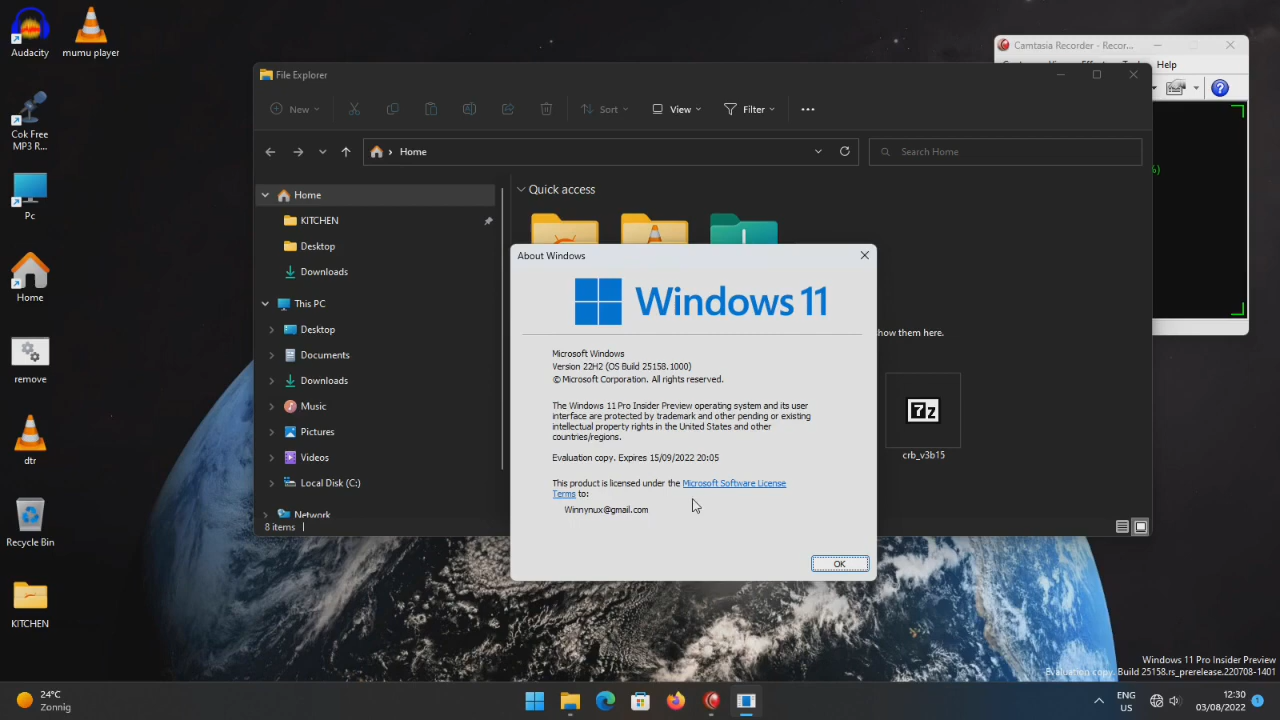 Audacity
mumu player
Cok Free
MP3 R...
Pc
Home
remove
dtr
Recycle Bin
KITCHEN
Camtasia Recorder - Recor...
Help
%)
File Explorer
New
Sort
View
Filter
Home
Search Home
Home
KITCHEN
Desktop
Downloads
This PC
Desktop
Documents
Downloads
Music
Pictures
Videos
Local Disk (C:)
Network
8 items
Quick access
how them here.
7z
crb_v3b15
About Windows
Windows 11
Microsoft Windows
Version 22H2 (OS Build 25158.1000)
© Microsoft Corporation. All rights reserved.
The Windows 11 Pro Insider Preview operating system and its user
interface are protected by trademark and other pending or existing
intellectual property rights in the United States and other
countries/regions.
Evaluation copy. Expires 15/09/2022 20:05
This product is licensed under the Microsoft Software License
Terms to:
Winnynux@gmail.com
OK
Windows 11 Pro Insider Preview
Evaluation copy. Build 25158.rs_prerelease.220708-1401
24°C
Zonnig
ENG
US
12:30
03/08/2022
1